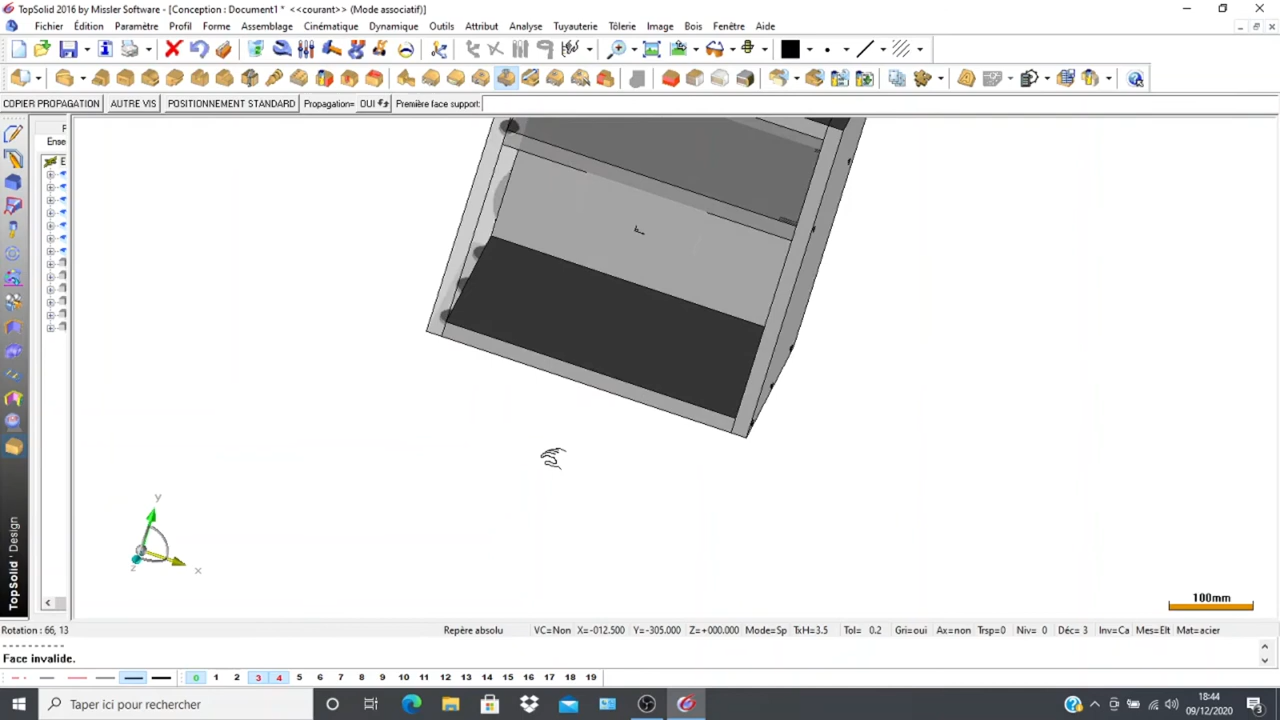 TopSolid 2016 by Missler Software - [Conception : Document1 * <<courant>> (Mode associatif)]
Fichier Édition Paramètre Profil Forme Assemblage Cinématique Dynamique Outils Attribut Analyse Tuyauterie Tôlerie Image Bois Fenêtre Aide
COPIER PROPAGATION AUTRE VIS POSITIONNEMENT STANDARD Propagation= OUI Première face support:
Ense
E
y
x
z
TopSolid'Design
100mm
Rotation : 66, 13 Repère absolu VC=Non X=-012.500 Y=-305.000 Z=+000.000 Mode=Sp TxH=3.5 Tol= 0.2 Gri=oui Ax=non Trsp=0 Niv= 0 Déc= 3 Inv=Ca Mes=Elt Mat=acier
----------
Face invalide.
0 1 2 3 4 5 6 7 8 9 10 11 12 13 14 15 16 17 18 19
Taper ici pour rechercher
18:44
09/12/2020
3